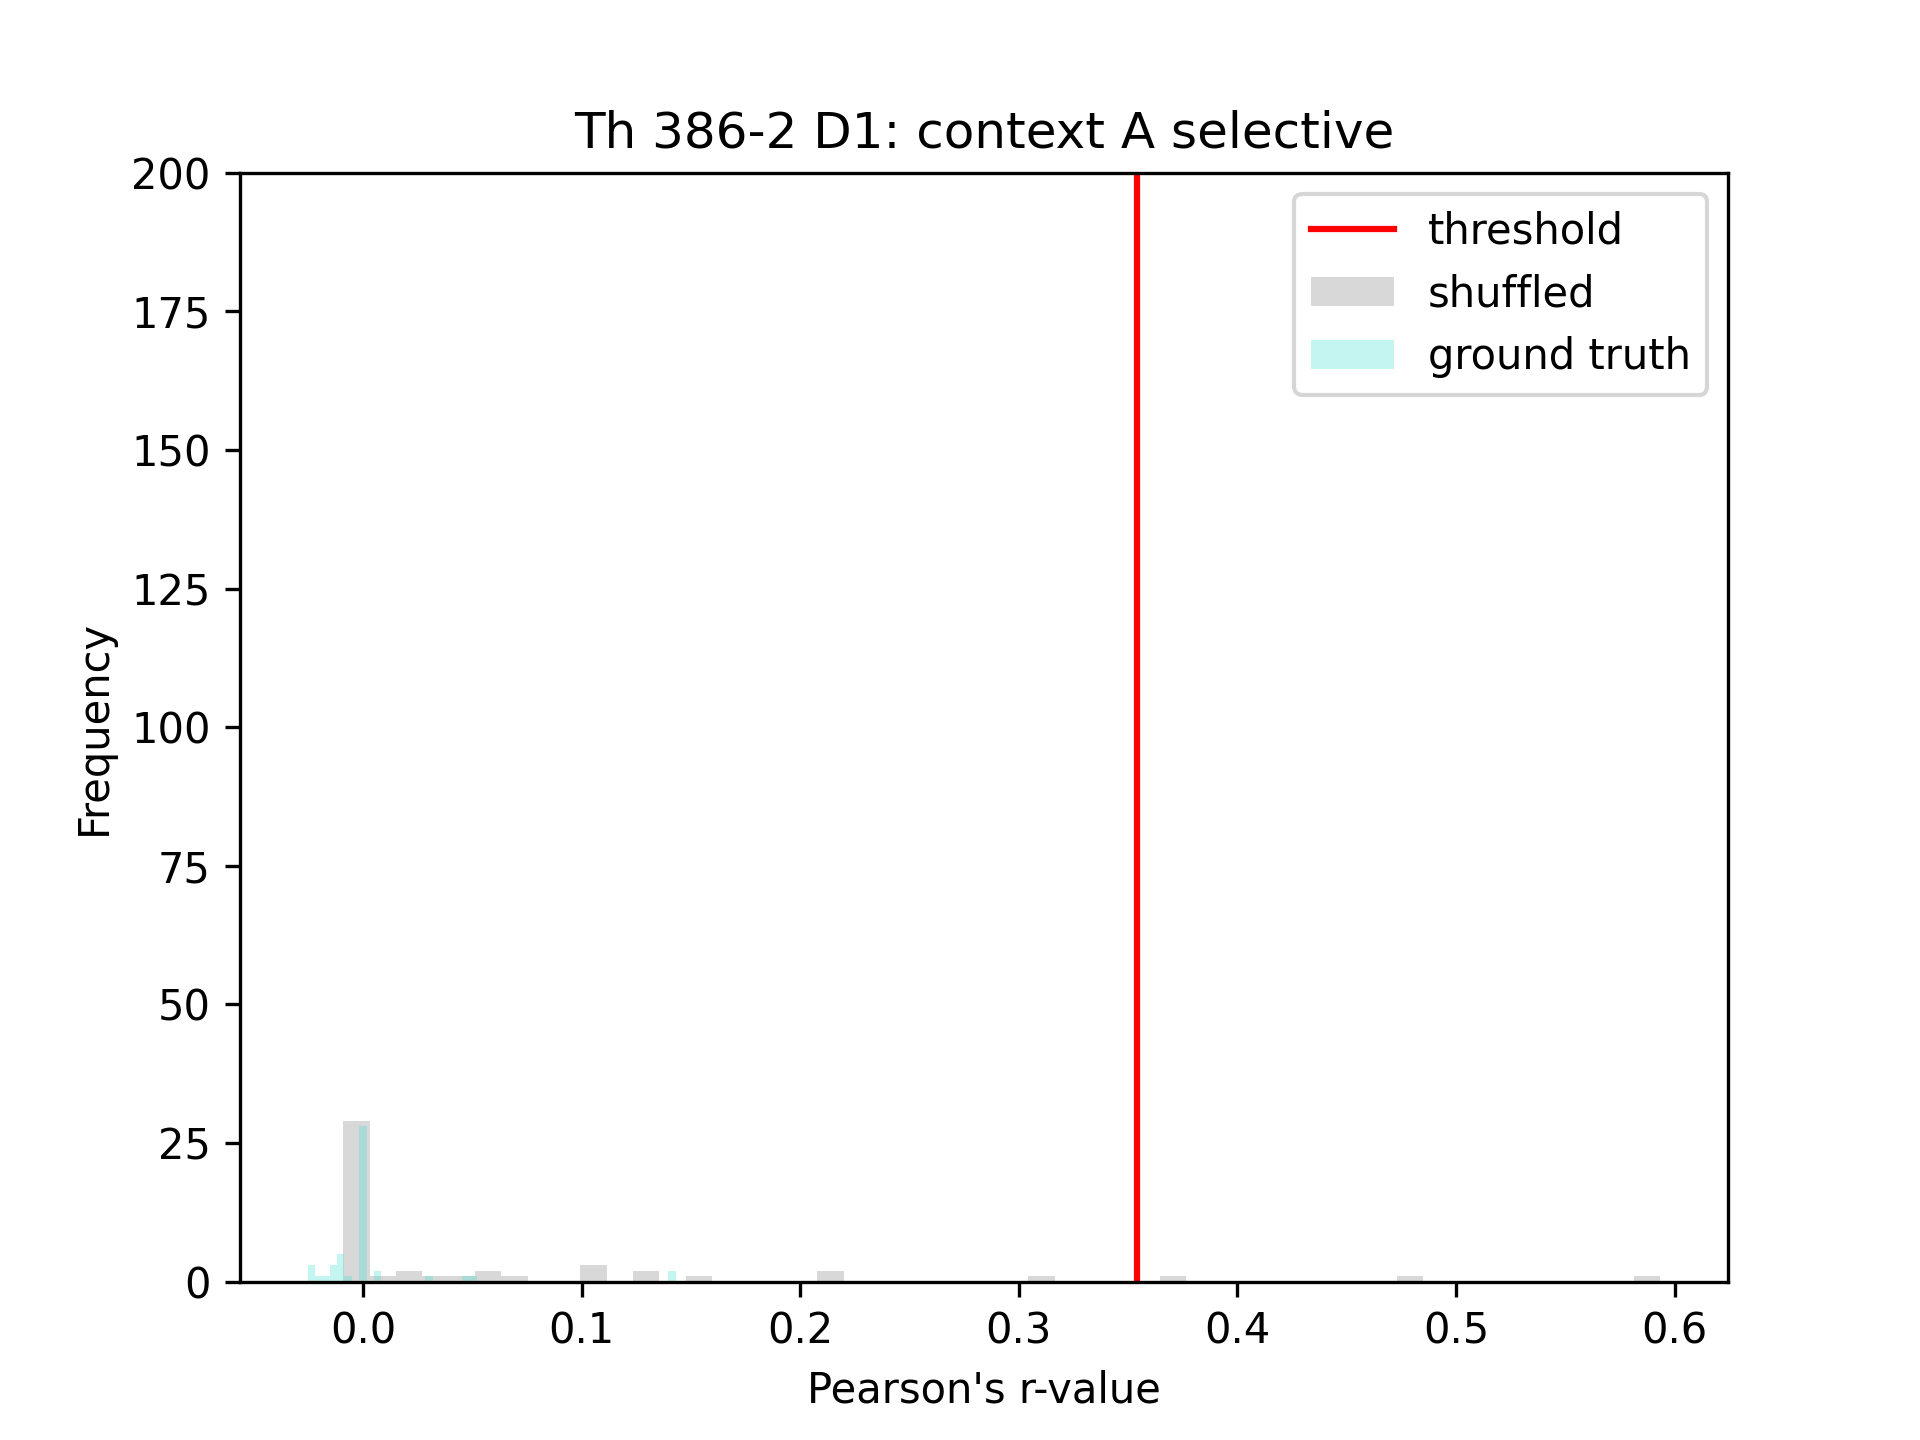 Th 386-2 D1: context A selective
threshold
shuffled
ground truth
Frequency
200
175
150
125
100
75
50
25
0
0.0 0.1 0.2 0.3 0.4 0.5 0.6
Pearson's r-value